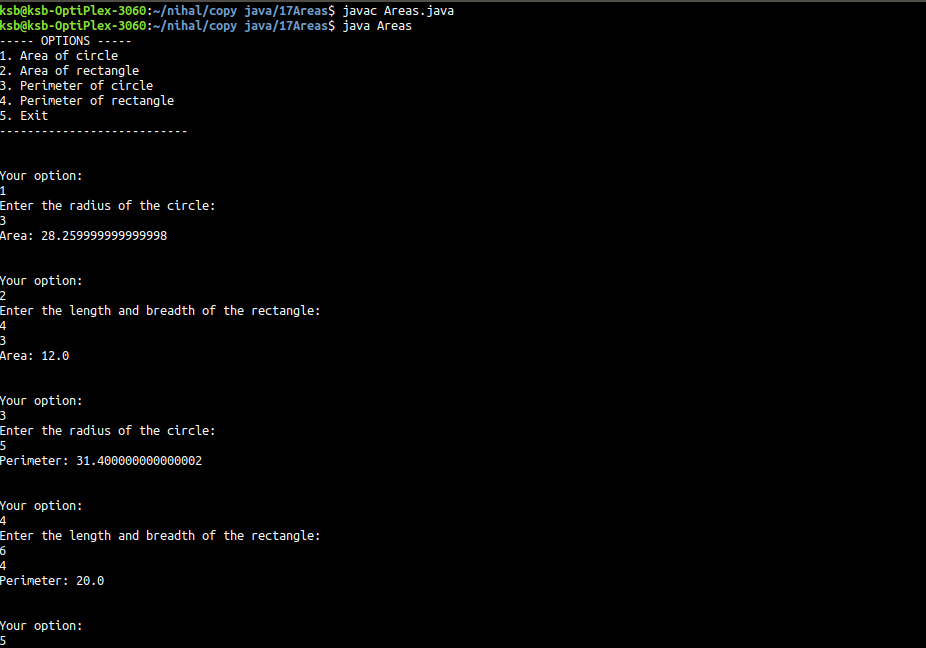 ksb@ksb-OptiPlex-3060:~/nihal/copy java/17Areas$ javac Areas.java
ksb@ksb-OptiPlex-3060:~/nihal/copy java/17Areas$ java Areas
----- OPTIONS -----
1. Area of circle
2. Area of rectangle
3. Perimeter of circle
4. Perimeter of rectangle
5. Exit
---------------------------
Your option:
1
Enter the radius of the circle:
3
Area: 28.259999999999998
Your option:
2
Enter the length and breadth of the rectangle:
4
3
Area: 12.0
Your option:
3
Enter the radius of the circle:
5
Perimeter: 31.400000000000002
Your option:
4
Enter the length and breadth of the rectangle:
6
4
Perimeter: 20.0
Your option:
5